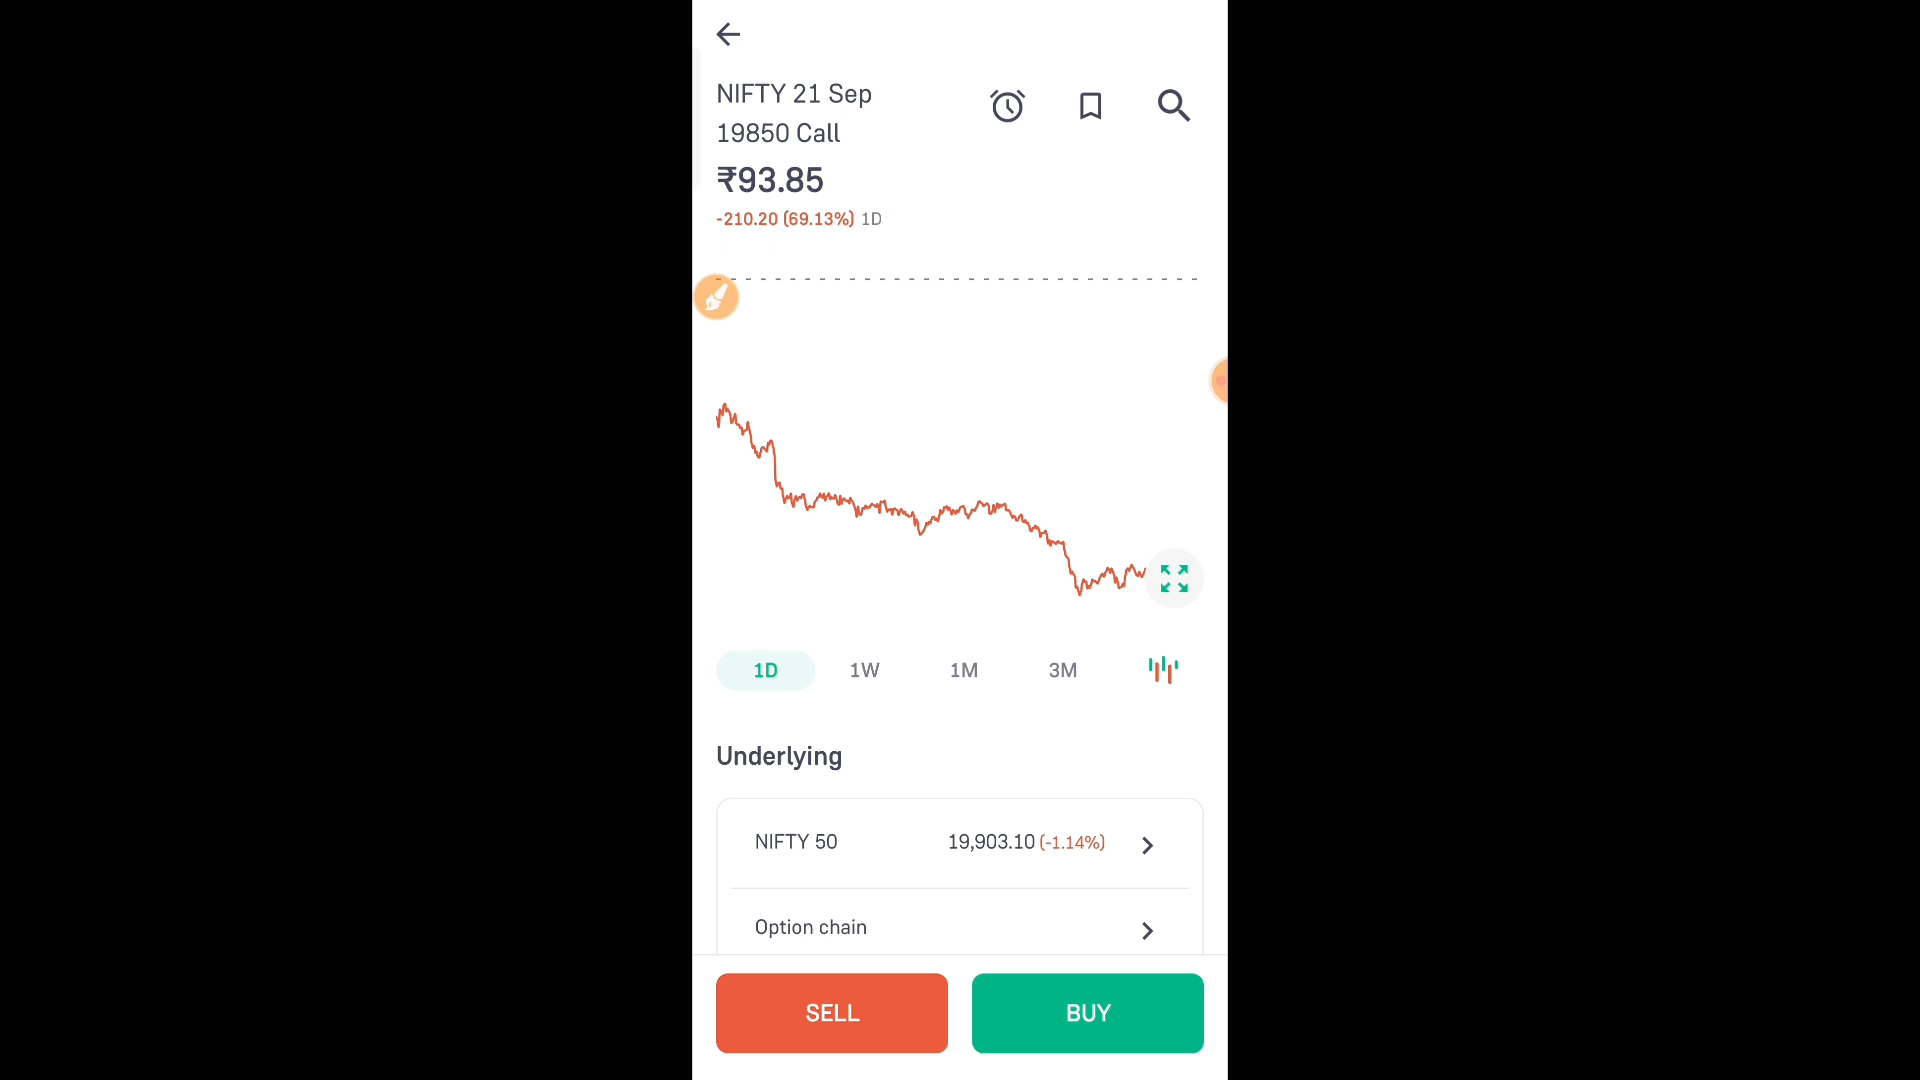 NIFTY 21 Sep
19850 Call
₹93.85
-210.20 (69.13%) 1D
1D 1W 1M 3M
Underlying
NIFTY 50 19,903.10 (-1.14%)
Option chain
SELL BUY